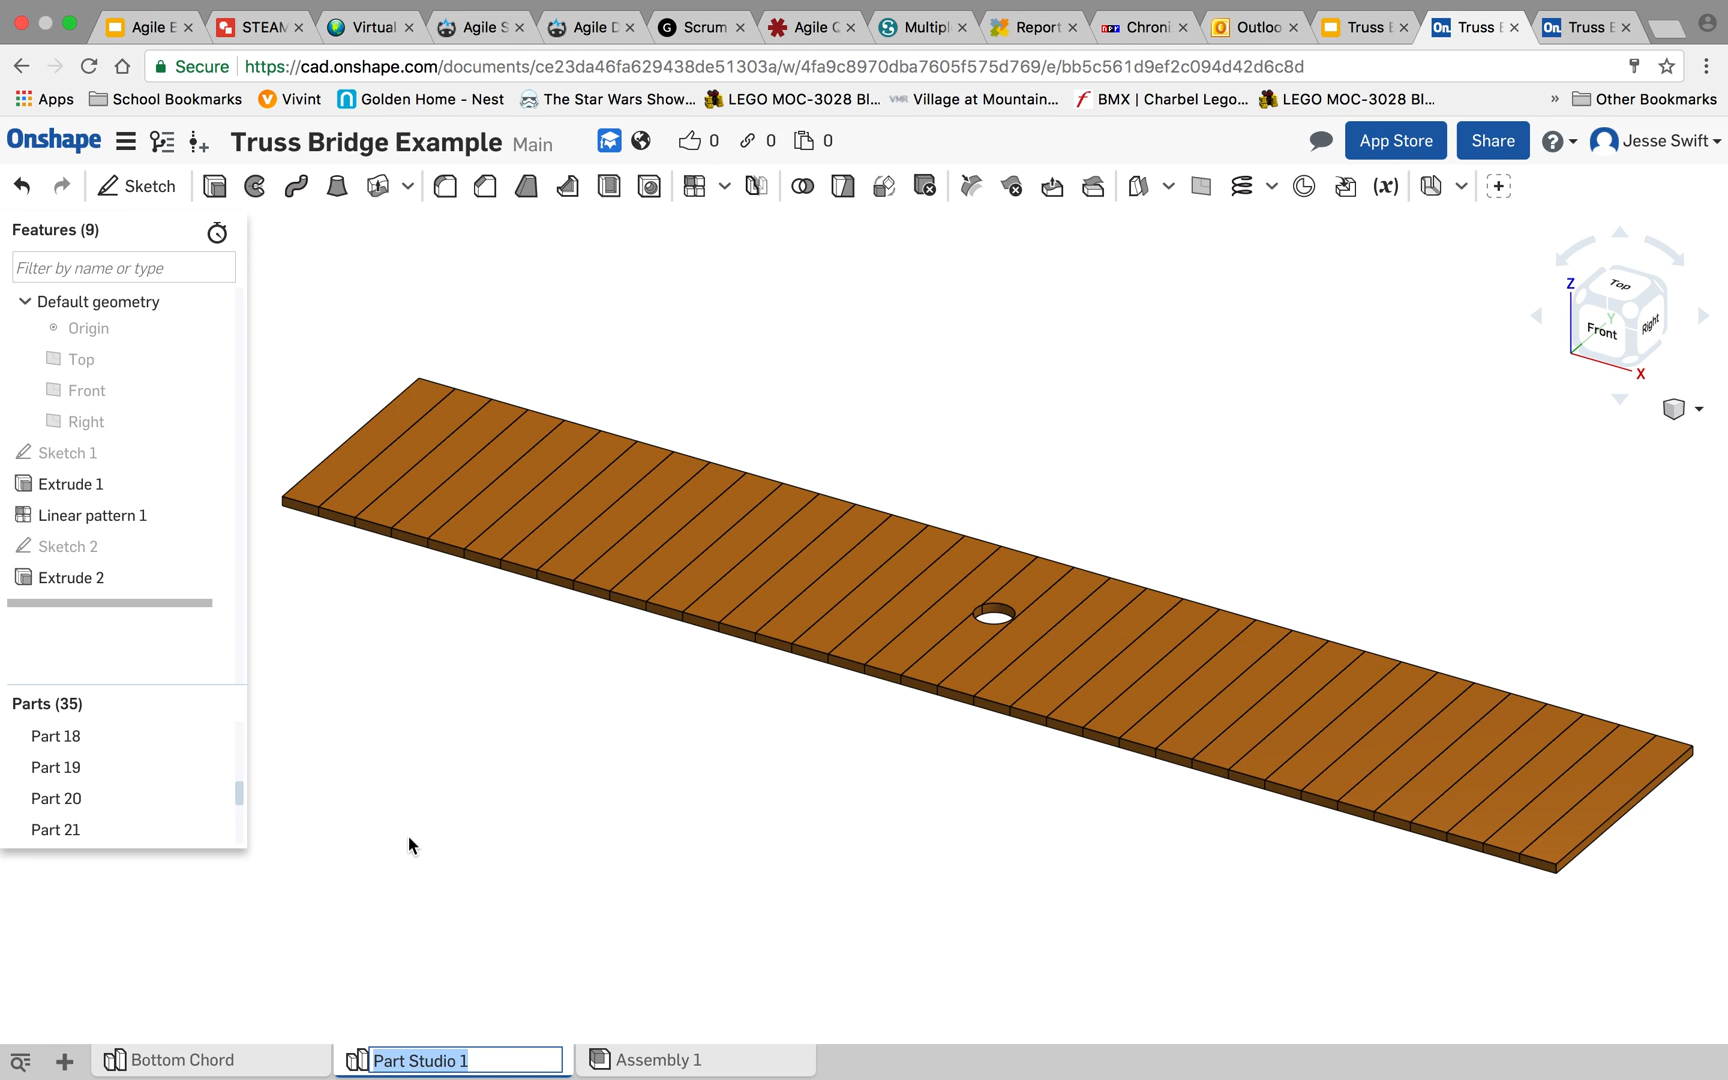 Agile E
STEAM
Virtual
Agile S
Agile D
Scrum
Agile C
Multipl
Report
Chroni
Outloo
Truss E
Truss E
Truss E
Secure https://cad.onshape.com/documents/ce23da46fa629438de51303a/w/4fa9c8970dba7605f575d769/e/bb5c561d9ef2c094d42d6c8d
Apps School Bookmarks Vivint Golden Home - Nest The Star Wars Show... LEGO MOC-3028 Bl... Village at Mountain... BMX | Charbel Lego... LEGO MOC-3028 Bl... » Other Bookmarks
Onshape Truss Bridge Example Main 0 0 0 App Store Share Jesse Swift
Sketch (x)
Features (9)
Filter by name or type
Default geometry
Origin
Top
Front
Right
Sketch 1
Extrude 1
Linear pattern 1
Sketch 2
Extrude 2
Parts (35)
Part 18
Part 19
Part 20
Part 21
Z
Top
Y
Front
Right
X
Bottom Chord
Part Studio 1
Assembly 1